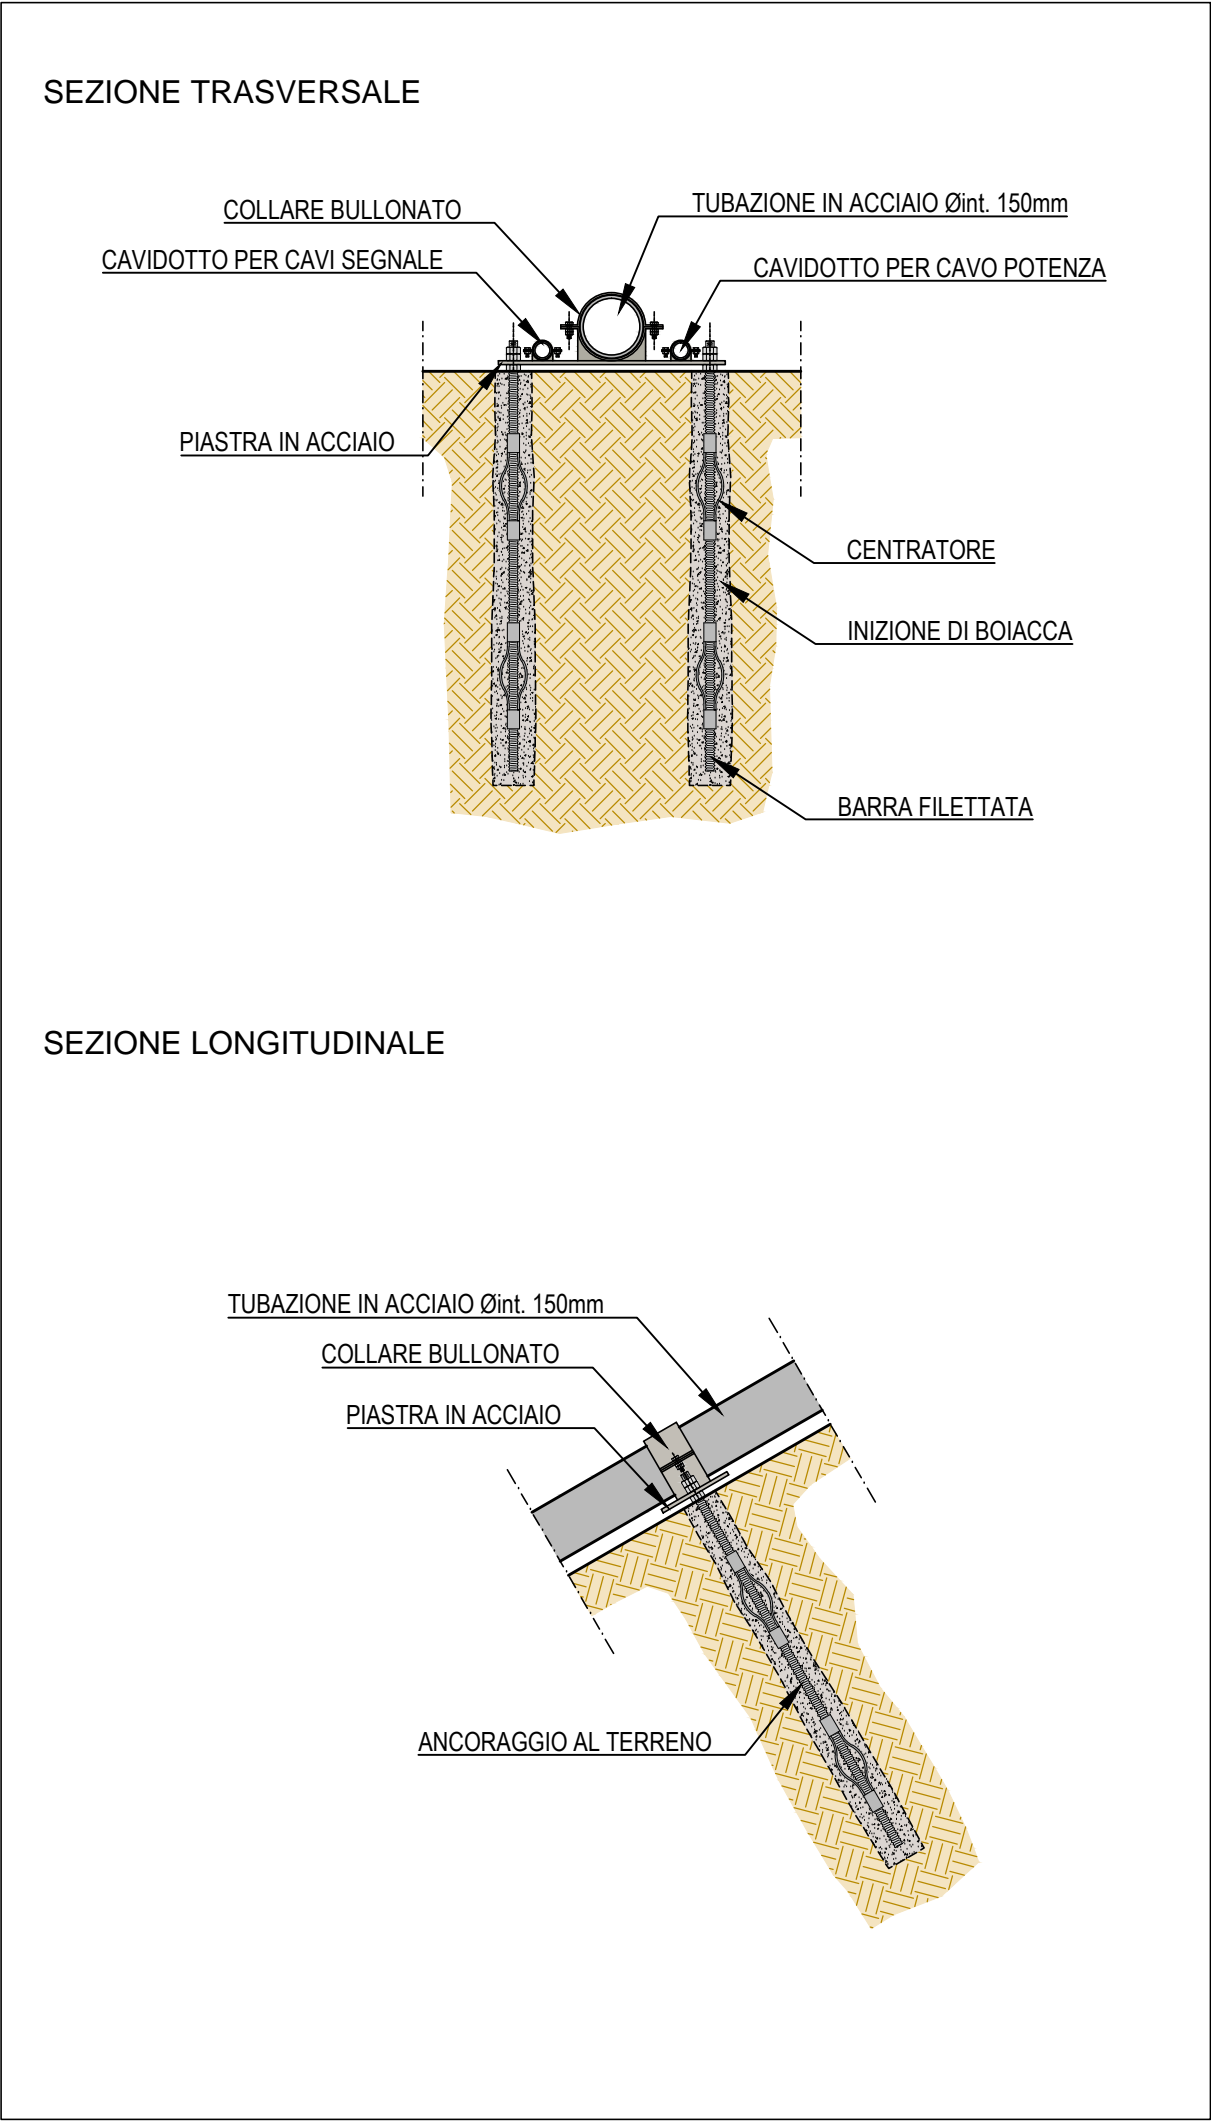 SEZIONE TRASVERSALE
COLLARE BULLONATO
TUBAZIONE IN ACCIAIO Øint. 150mm
CAVIDOTTO PER CAVI SEGNALE
CAVIDOTTO PER CAVO POTENZA
PIASTRA IN ACCIAIO
CENTRATORE
INIZIONE DI BOIACCA
BARRA FILETTATA
SEZIONE LONGITUDINALE
TUBAZIONE IN ACCIAIO Øint. 150mm
COLLARE BULLONATO
PIASTRA IN ACCIAIO
ANCORAGGIO AL TERRENO